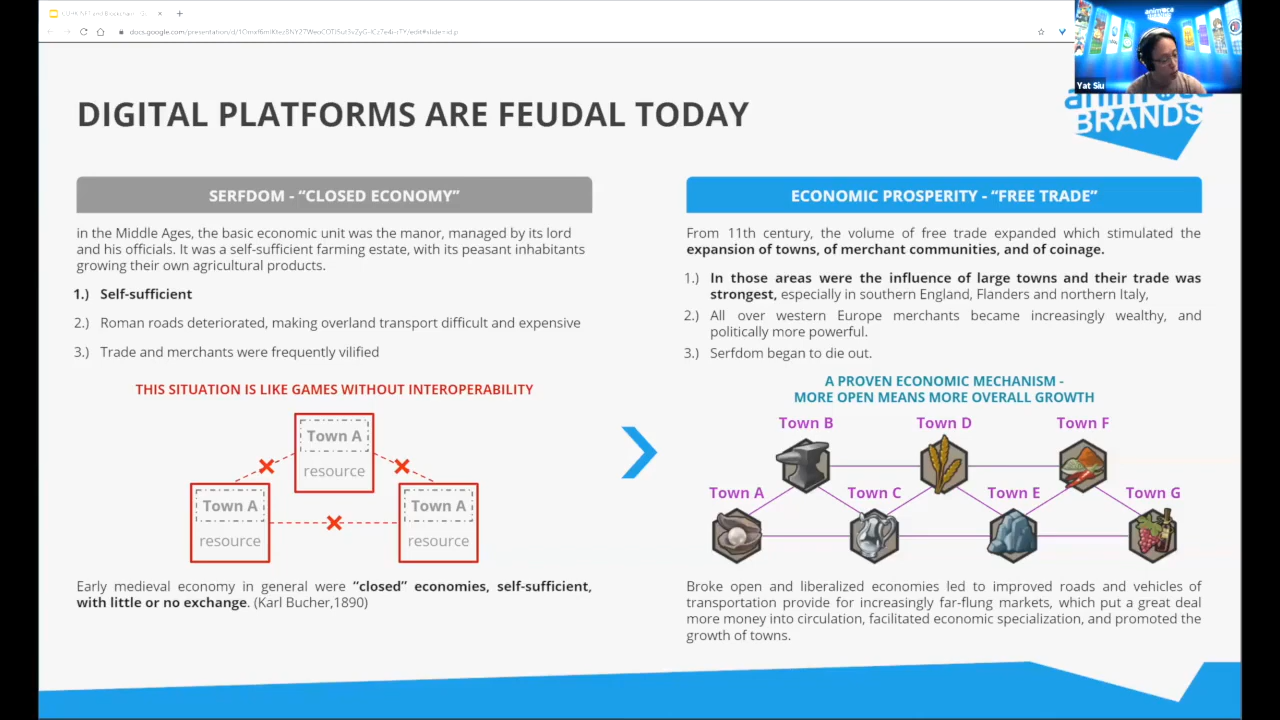 docs.google.com/presentation/d/
Yat Siu
animoca
BRANDS
DIGITAL PLATFORMS ARE FEUDAL TODAY
SERFDOM - “CLOSED ECONOMY”
in the Middle Ages, the basic economic unit was the manor, managed by its lord
and his officials. It was a self-sufficient farming estate, with its peasant inhabitants
growing their own agricultural products.
1.) Self-sufficient
2.) Roman roads deteriorated, making overland transport difficult and expensive
3.) Trade and merchants were frequently vilified
THIS SITUATION IS LIKE GAMES WITHOUT INTEROPERABILITY
Town A
resource
Town A
resource
Town A
resource
Early medieval economy in general were “closed” economies, self-sufficient,
with little or no exchange. (Karl Bucher,1890)
ECONOMIC PROSPERITY - “FREE TRADE”
From 11th century, the volume of free trade expanded which stimulated the
expansion of towns, of merchant communities, and of coinage.
1.) In those areas were the influence of large towns and their trade was
strongest, especially in southern England, Flanders and northern Italy,
2.) All over western Europe merchants became increasingly wealthy, and
politically more powerful.
3.) Serfdom began to die out.
A PROVEN ECONOMIC MECHANISM -
MORE OPEN MEANS MORE OVERALL GROWTH
Town B
Town D
Town F
Town A
Town C
Town E
Town G
Broke open and liberalized economies led to improved roads and vehicles of
transportation provide for increasingly far-flung markets, which put a great deal
more money into circulation, facilitated economic specialization, and promoted the
growth of towns.